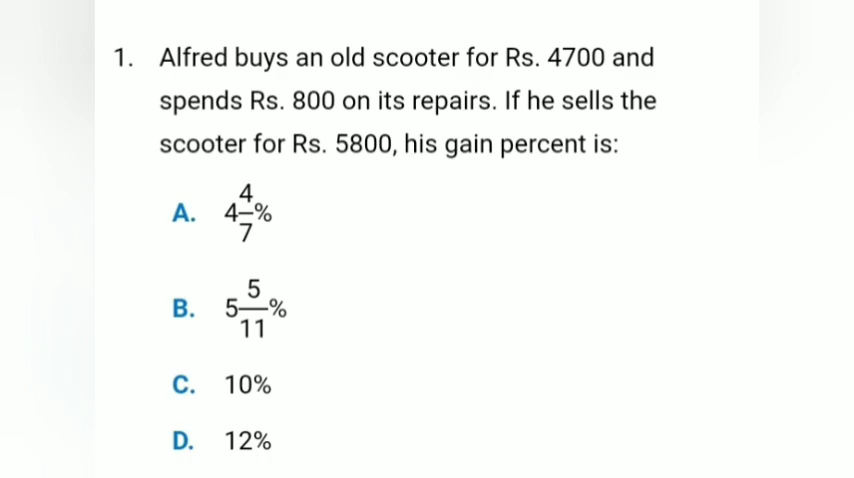 1. Alfred buys an old scooter for Rs. 4700 and
spends Rs. 800 on its repairs. If he sells the
scooter for Rs. 5800, his gain percent is:
A. 4 4/7 %
B. 5 5/11 %
C. 10%
D. 12%